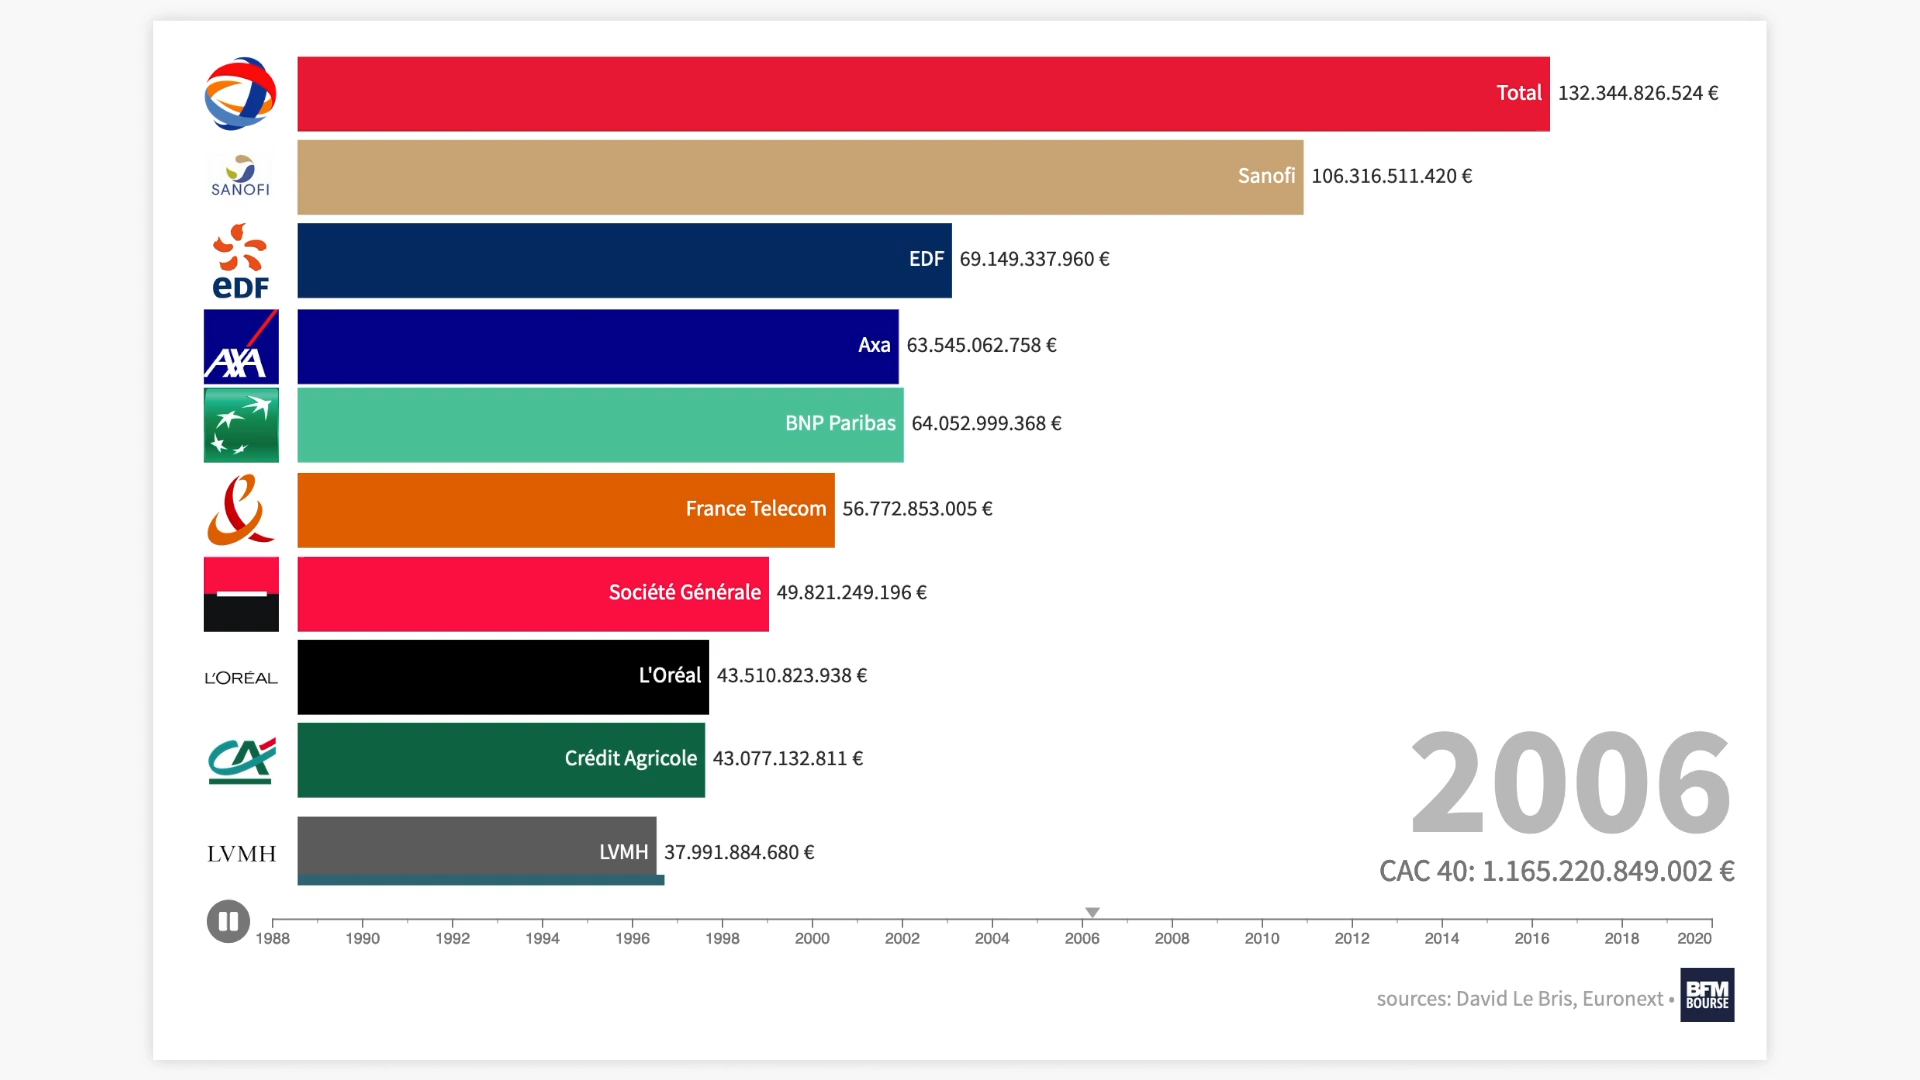 Total 132.344.826.524 €
SANOFI
Sanofi 106.316.511.420 €
eDF
EDF 69.149.337.960 €
AXA
Axa 63.545.062.758 €
BNP Paribas 64.052.999.368 €
France Telecom 56.772.853.005 €
Société Générale 49.821.249.196 €
L'ORÉAL
L'Oréal 43.510.823.938 €
CA
Crédit Agricole 43.077.132.811 €
2006
LVMH
LVMH 37.991.884.680 €
CAC 40: 1.165.220.849.002 €
1988 1990 1992 1994 1996 1998 2000 2002 2004 2006 2008 2010 2012 2014 2016 2018 2020
sources: David Le Bris, Euronext •
BFM
BOURSE